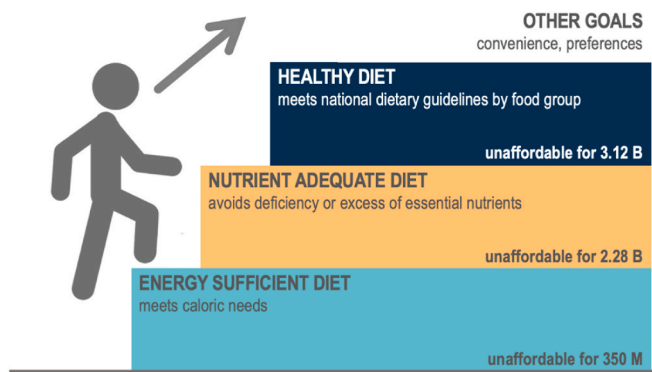 OTHER GOALS
convenience, preferences
HEALTHY DIET
meets national dietary guidelines by food group
unaffordable for 3.12 B
NUTRIENT ADEQUATE DIET
avoids deficiency or excess of essential nutrients
unaffordable for 2.28 B
ENERGY SUFFICIENT DIET
meets caloric needs
unaffordable for 350 M